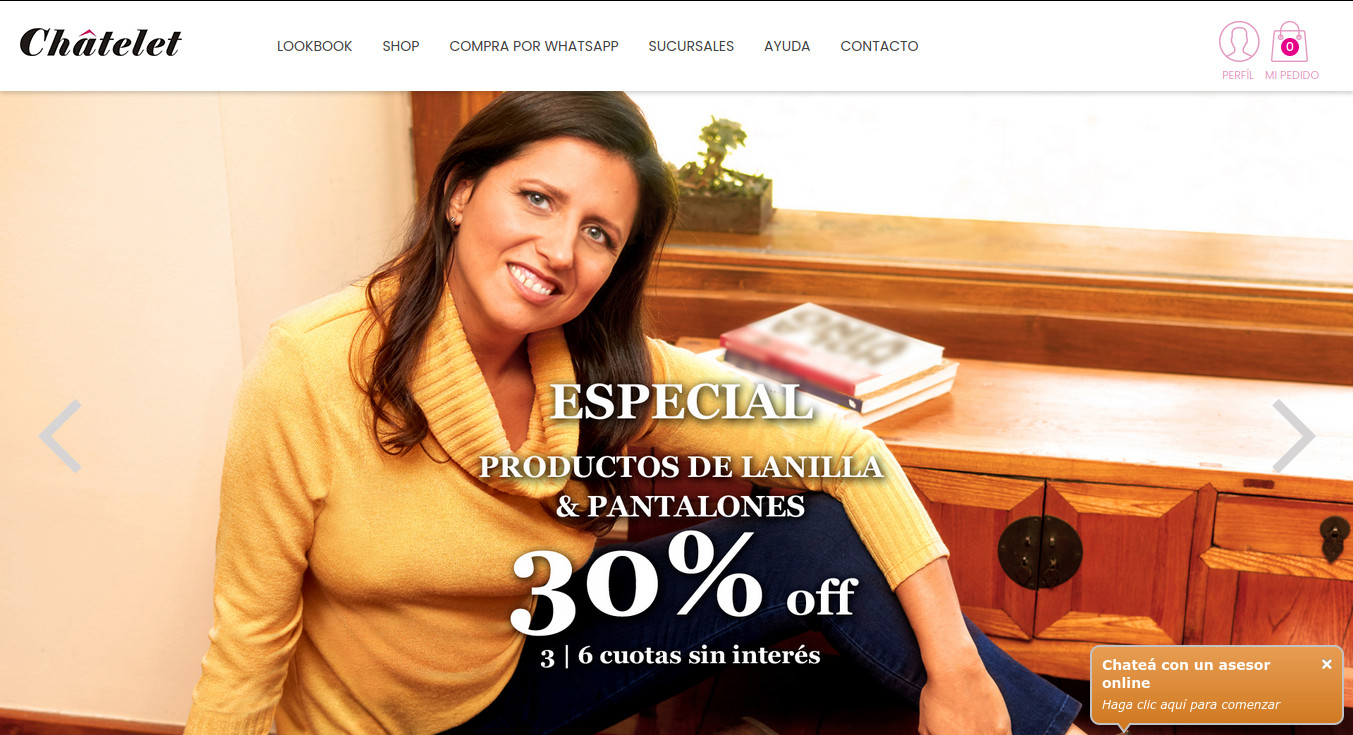 Châtelet
LOOKBOOK
SHOP
COMPRA POR WHATSAPP
SUCURSALES
AYUDA
CONTACTO
0
PERFÍL
MI PEDIDO
ESPECIAL
PRODUCTOS DE LANILLA
& PANTALONES
30% off
3 | 6 cuotas sin interés
Chateá con un asesor
online
Haga clic aquí para comenzar